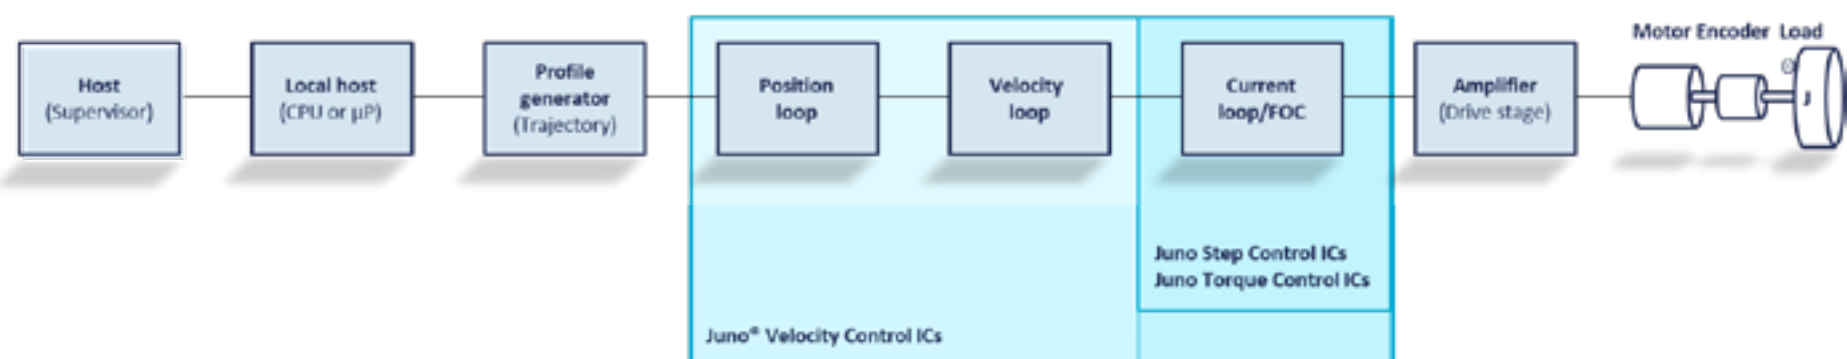 Host
(Supervisor)
Local host
(CPU or µP)
Profile
generator
(Trajectory)
Position
loop
Velocity
loop
Current
loop/FOC
Amplifier
(Drive stage)
Motor Encoder Load
J
Juno Step Control ICs
Juno Torque Control ICs
Juno® Velocity Control ICs